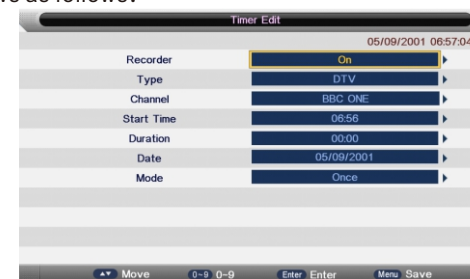 Timer Edit
05/09/2001 06:57:04
Recorder On
Type DTV
Channel BBC ONE
Start Time 06:56
Duration 00:00
Date 05/09/2001
Mode Once
Move 0~9 0~9 Enter Enter Menu Save